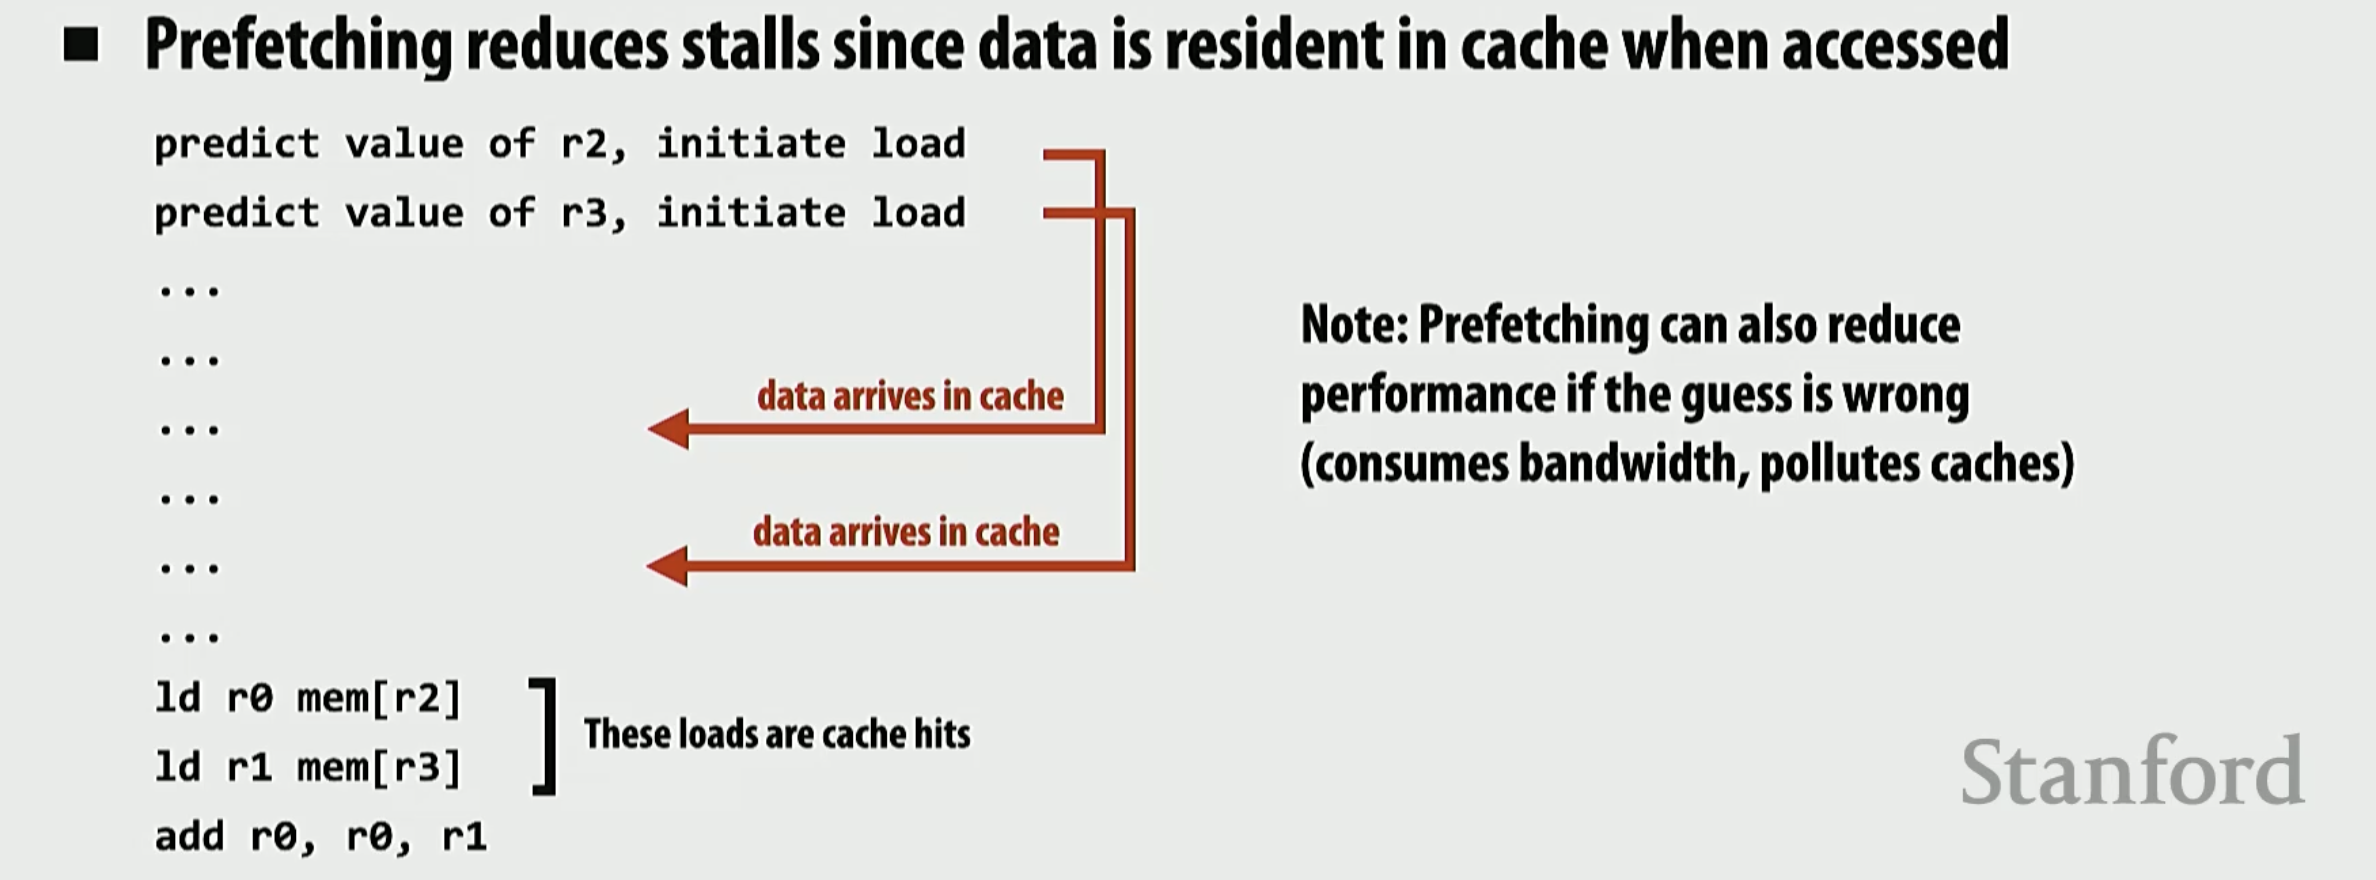 ■ Prefetching reduces stalls since data is resident in cache when accessed
predict value of r2, initiate load
predict value of r3, initiate load
...
...
data arrives in cache
...
...
data arrives in cache
...
...
ld r0 mem[r2]
ld r1 mem[r3]
These loads are cache hits
add r0, r0, r1
Note: Prefetching can also reduce
performance if the guess is wrong
(consumes bandwidth, pollutes caches)
Stanford